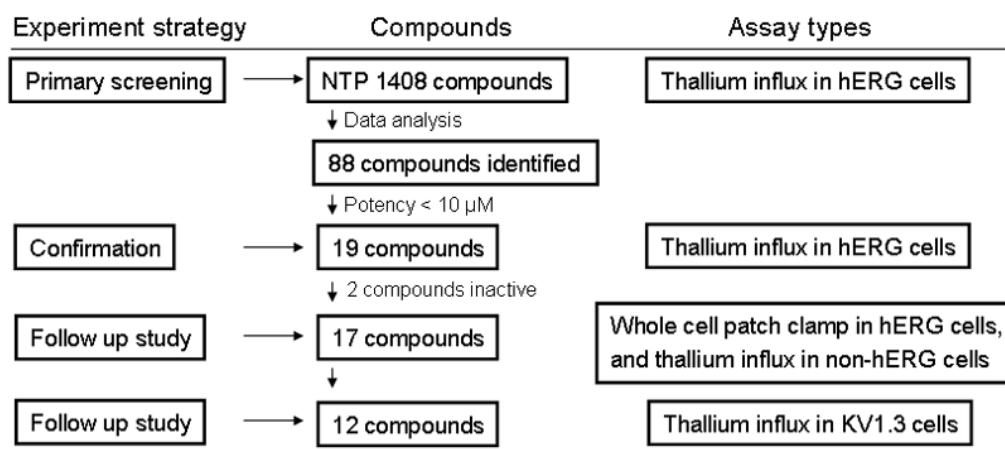 Experiment strategy Compounds Assay types
Primary screening NTP 1408 compounds Thallium influx in hERG cells
Data analysis
88 compounds identified
Potency < 10 µM
Confirmation 19 compounds Thallium influx in hERG cells
2 compounds inactive
Follow up study 17 compounds Whole cell patch clamp in hERG cells,
and thallium influx in non-hERG cells
Follow up study 12 compounds Thallium influx in KV1.3 cells